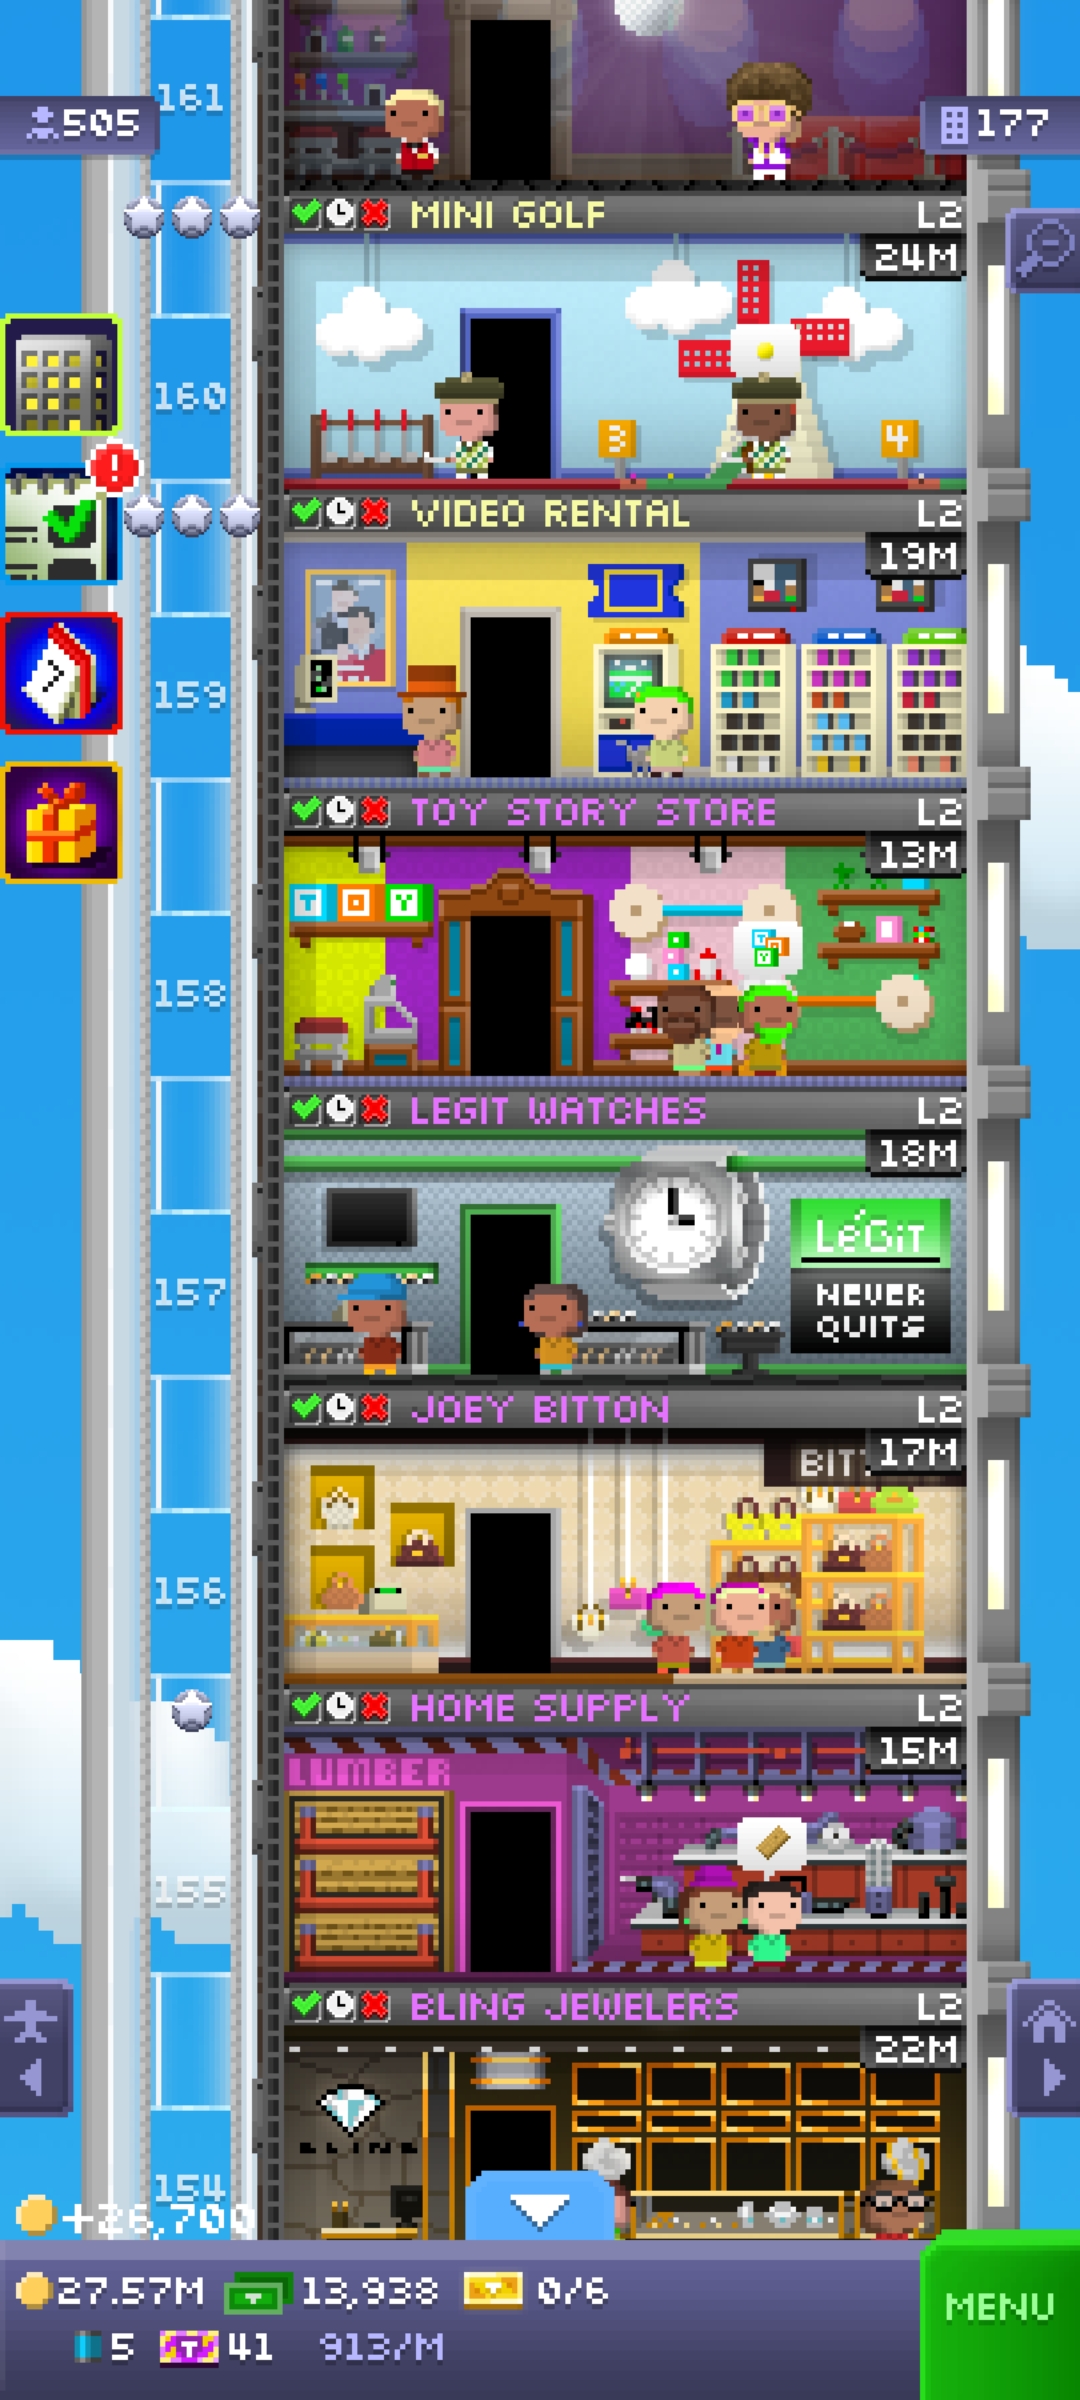 161
505
177
MINI GOLF
L2
24M
160
3
4
VIDEO RENTAL
L2
19M
159
7
TOY STORY STORE
L2
13M
T O Y
158
LEGIT WATCHES
L2
18M
LéGiT
NEVER
QUITS
157
JOEY BITTON
L2
17M
BITT
156
HOME SUPPLY
L2
15M
LUMBER
155
BLING JEWELERS
L2
22M
BLING
154
+26,700
27.57M 13,938 0/6
MENU
5 T 41 913/M